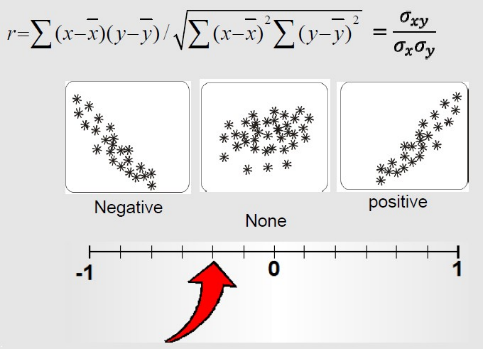 r=∑(x–x̅)(y–y̅)/√∑(x–x̅)²∑(y–y̅)² = σxy/σxσy
Negative
None
positive
-1 0 1